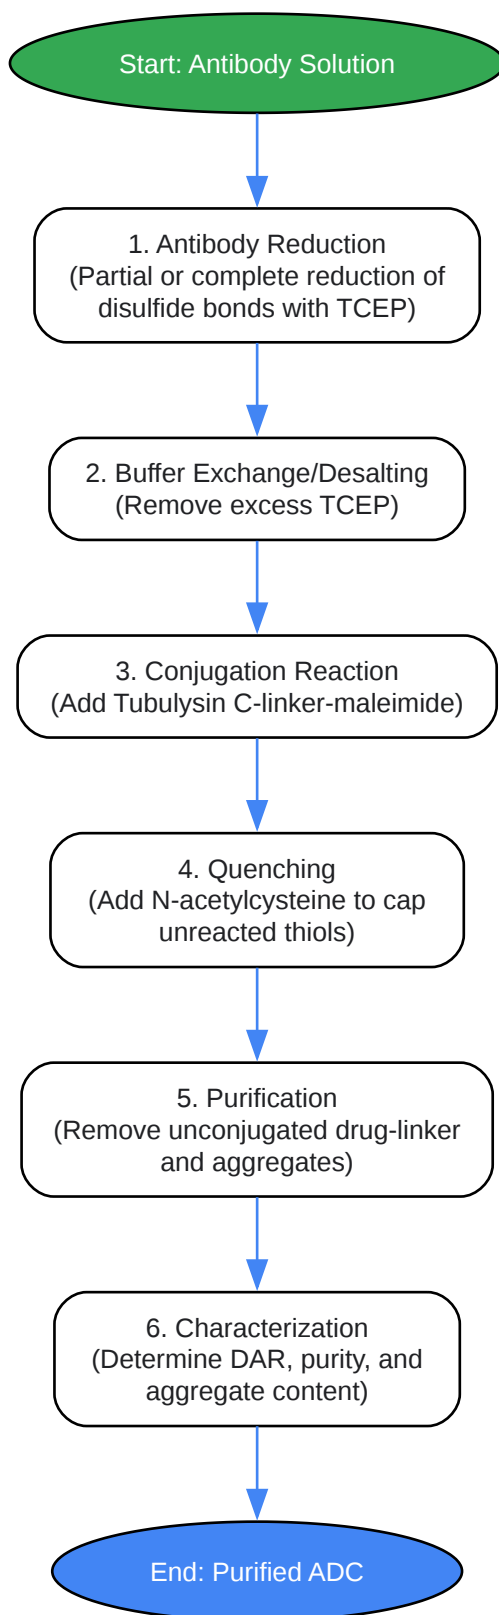 Start: Antibody Solution
1. Antibody Reduction
(Partial or complete reduction of
disulfide bonds with TCEP)
2. Buffer Exchange/Desalting
(Remove excess TCEP)
3. Conjugation Reaction
(Add Tubulysin C-linker-maleimide)
4. Quenching
(Add N-acetylcysteine to cap
unreacted thiols)
5. Purification
(Remove unconjugated drug-linker
and aggregates)
6. Characterization
(Determine DAR, purity, and
aggregate content)
End: Purified ADC